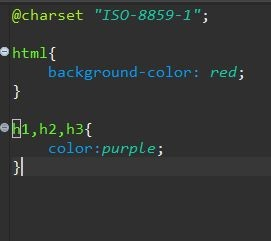 @charset "ISO-8859-1";
html{
background-color: red;
}
h1,h2,h3{
color:purple;
}